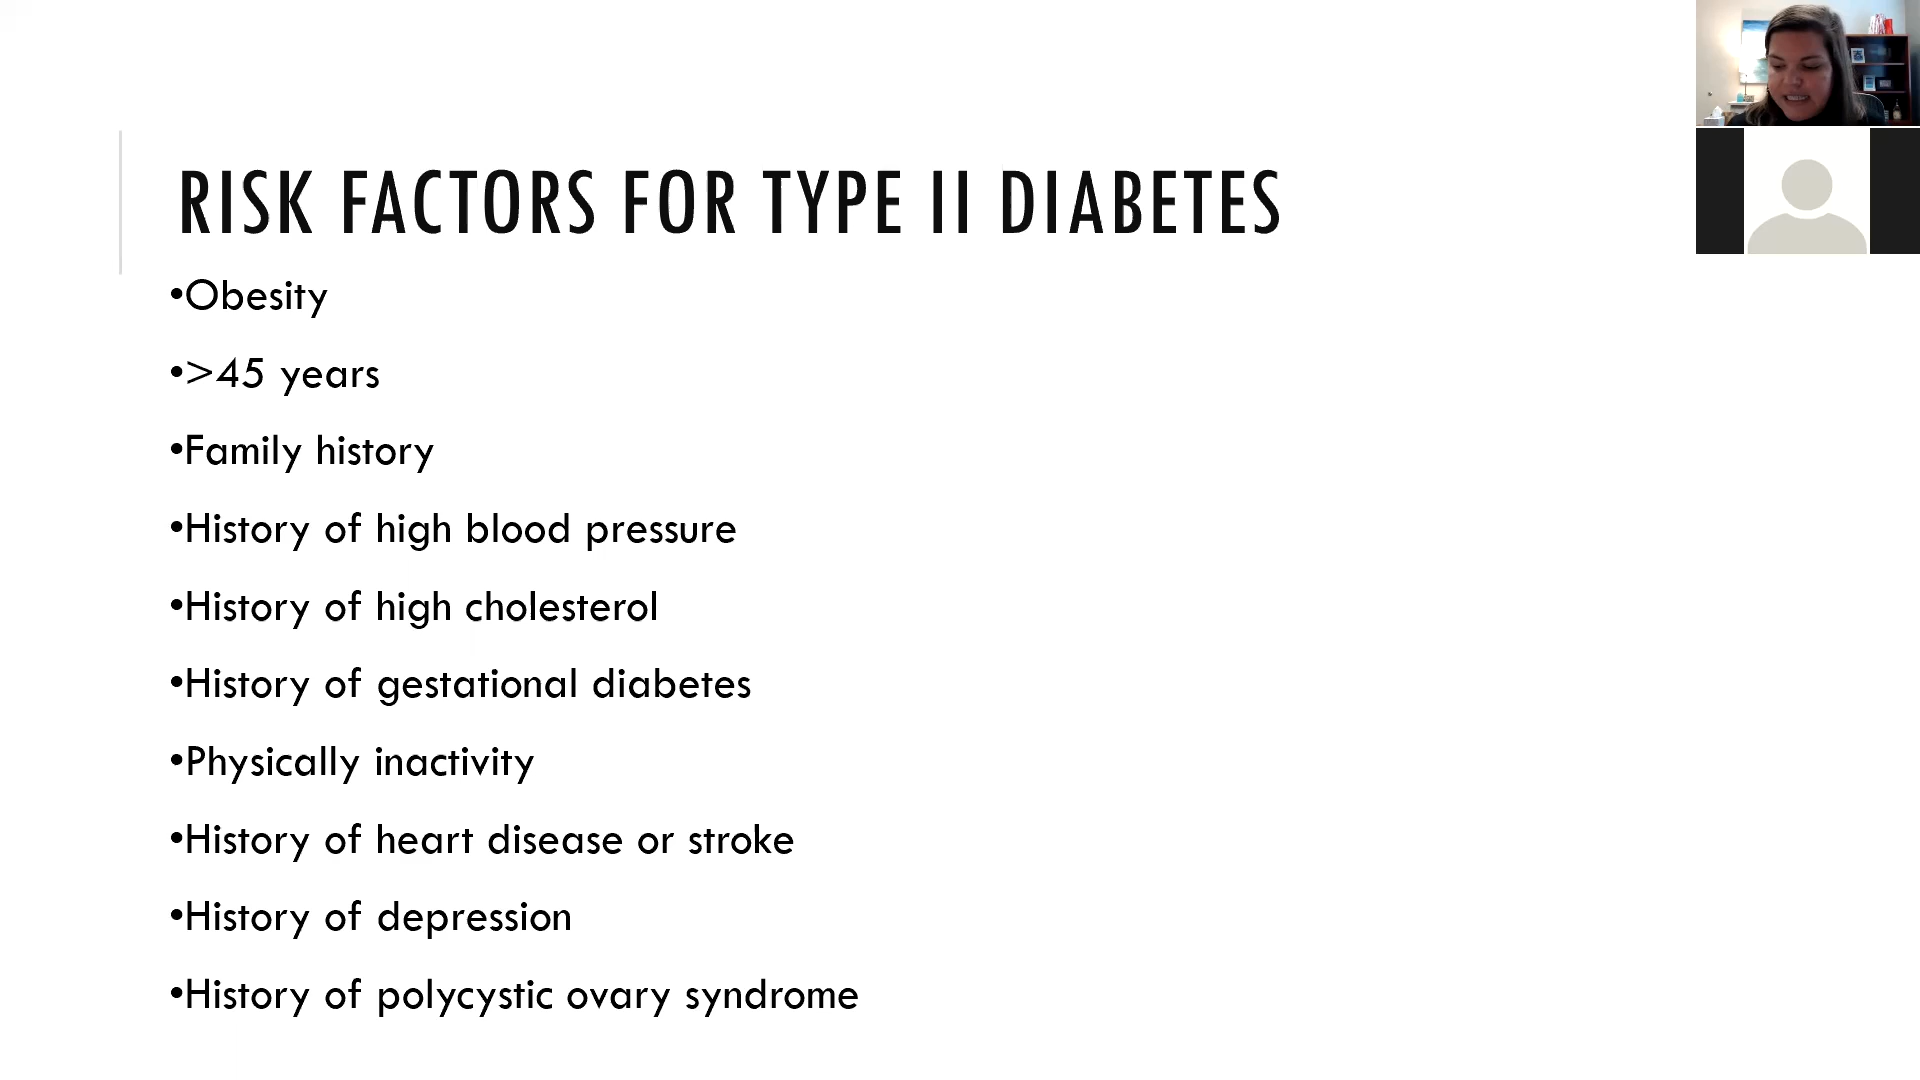 RISK FACTORS FOR TYPE II DIABETES
•Obesity
•>45 years
•Family history
•History of high blood pressure
•History of high cholesterol
•History of gestational diabetes
•Physically inactivity
•History of heart disease or stroke
•History of depression
•History of polycystic ovary syndrome